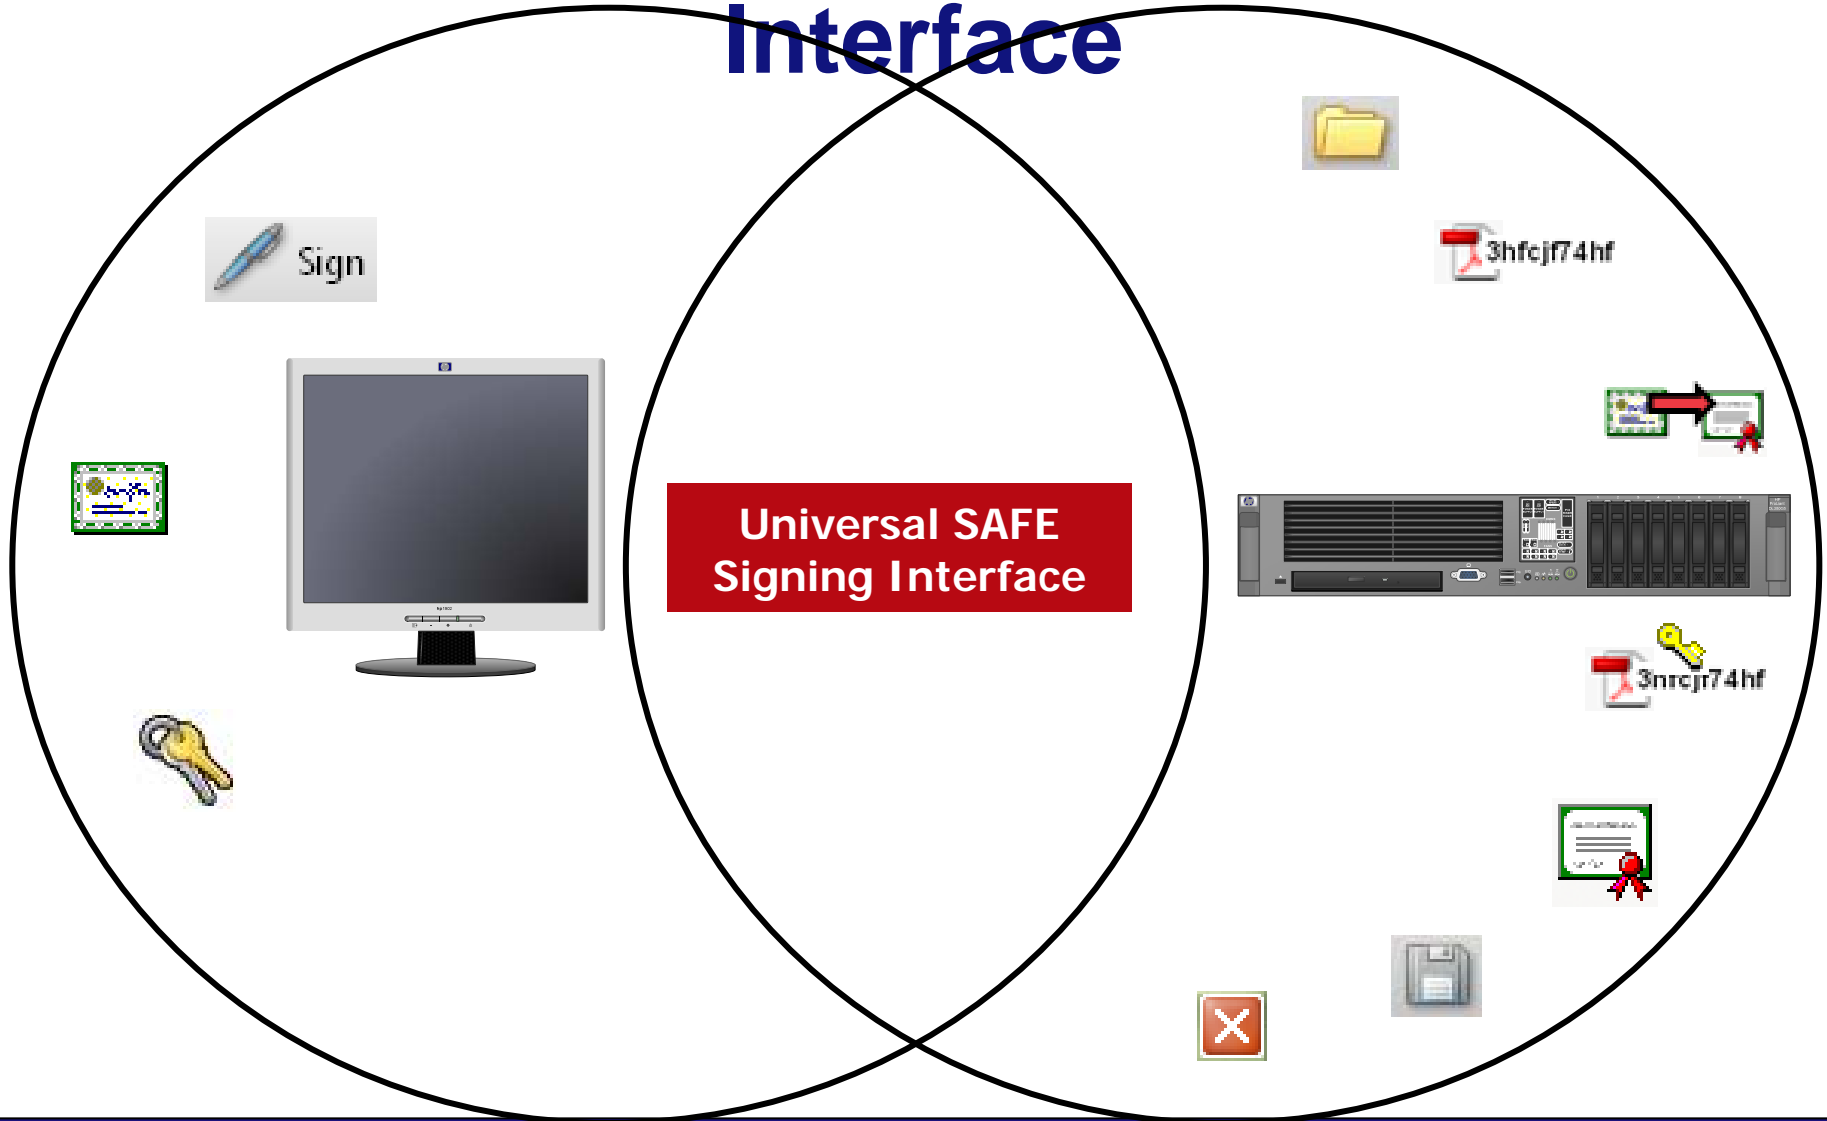 Interface
Sign
3hfcjf74hf
Universal SAFE
Signing Interface
3nrcjr74hf